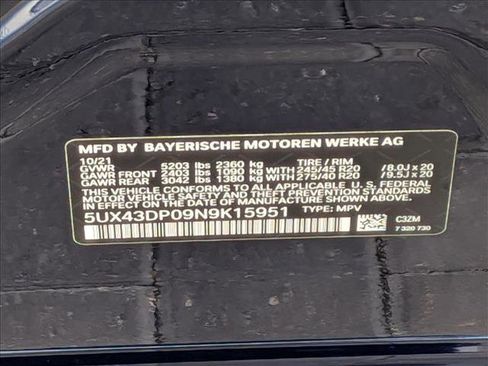 MFD BY BAYERISCHE MOTOREN WERKE AG
10/21 TIRE / RIM
GVWR 5203 lbs 2360 kg
GAWR FRONT 2403 lbs 1090 kg WITH 245/45 R20 /8.0J x 20
GAWR REAR 3042 lbs 1380 kg WITH 275/40 R20 /9.5J x 20
THIS VEHICLE CONFORMS TO ALL APPLICABLE U.S. FEDERAL
MOTOR VEHICLE SAFETY AND THEFT PREVENTION STANDARDS
IN EFFECT ON THE DATE OF MANUFACTURE SHOWN ABOVE.
5UX43DP09N9K15951 TYPE: MPV
C3ZM
7 320 730